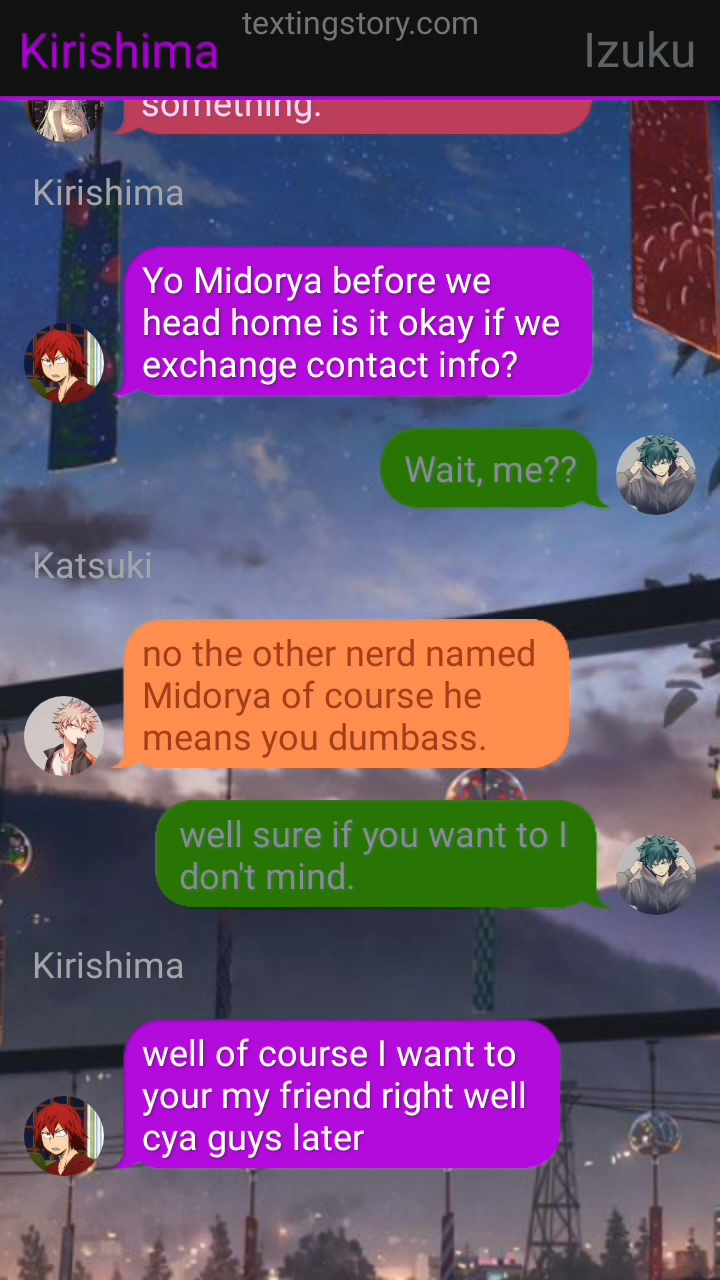 textingstory.com
Kirishima
Izuku
something.
Kirishima
Yo Midorya before we
head home is it okay if we
exchange contact info?
Wait, me??
Katsuki
no the other nerd named
Midorya of course he
means you dumbass.
well sure if you want to I
don't mind.
Kirishima
well of course I want to
your my friend right well
cya guys later